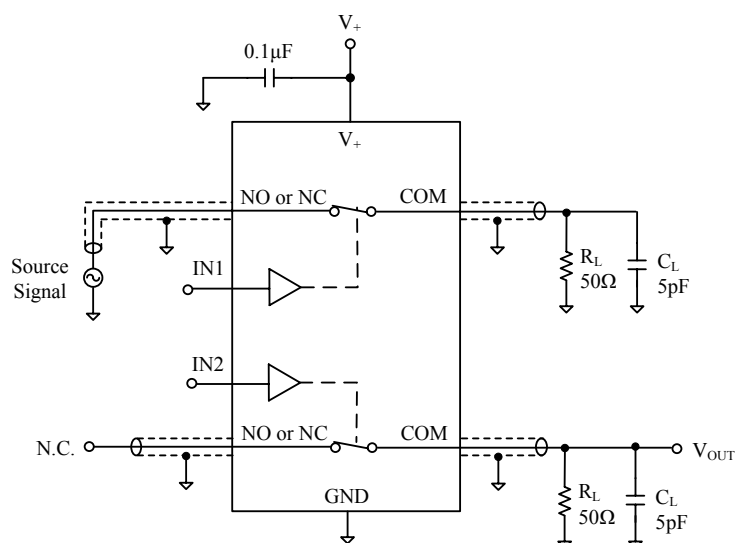 V+
0.1µF
V+
NO or NC
COM
Source
Signal
IN1
RL
50Ω
CL
5pF
IN2
N.C.
NO or NC
COM
VOUT
GND
RL
50Ω
CL
5pF